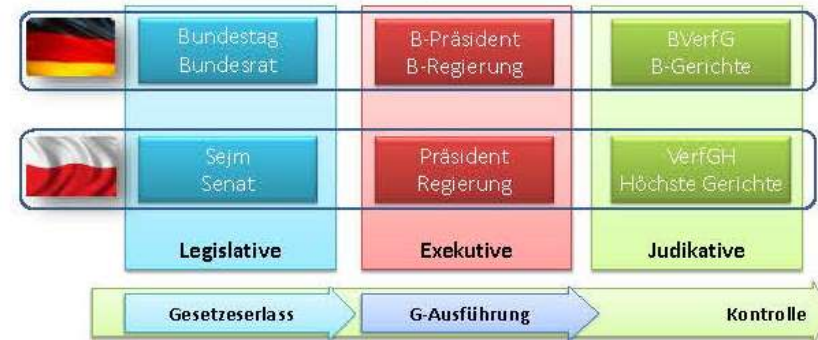 Bundestag
Bundesrat
B-Präsident
B-Regierung
BVerfG
B-Gerichte
Sejm
Senat
Präsident
Regierung
VerfGH
Höchste Gerichte
Legislative
Exekutive
Judikative
Gesetzeserlass
G-Ausführung
Kontrolle